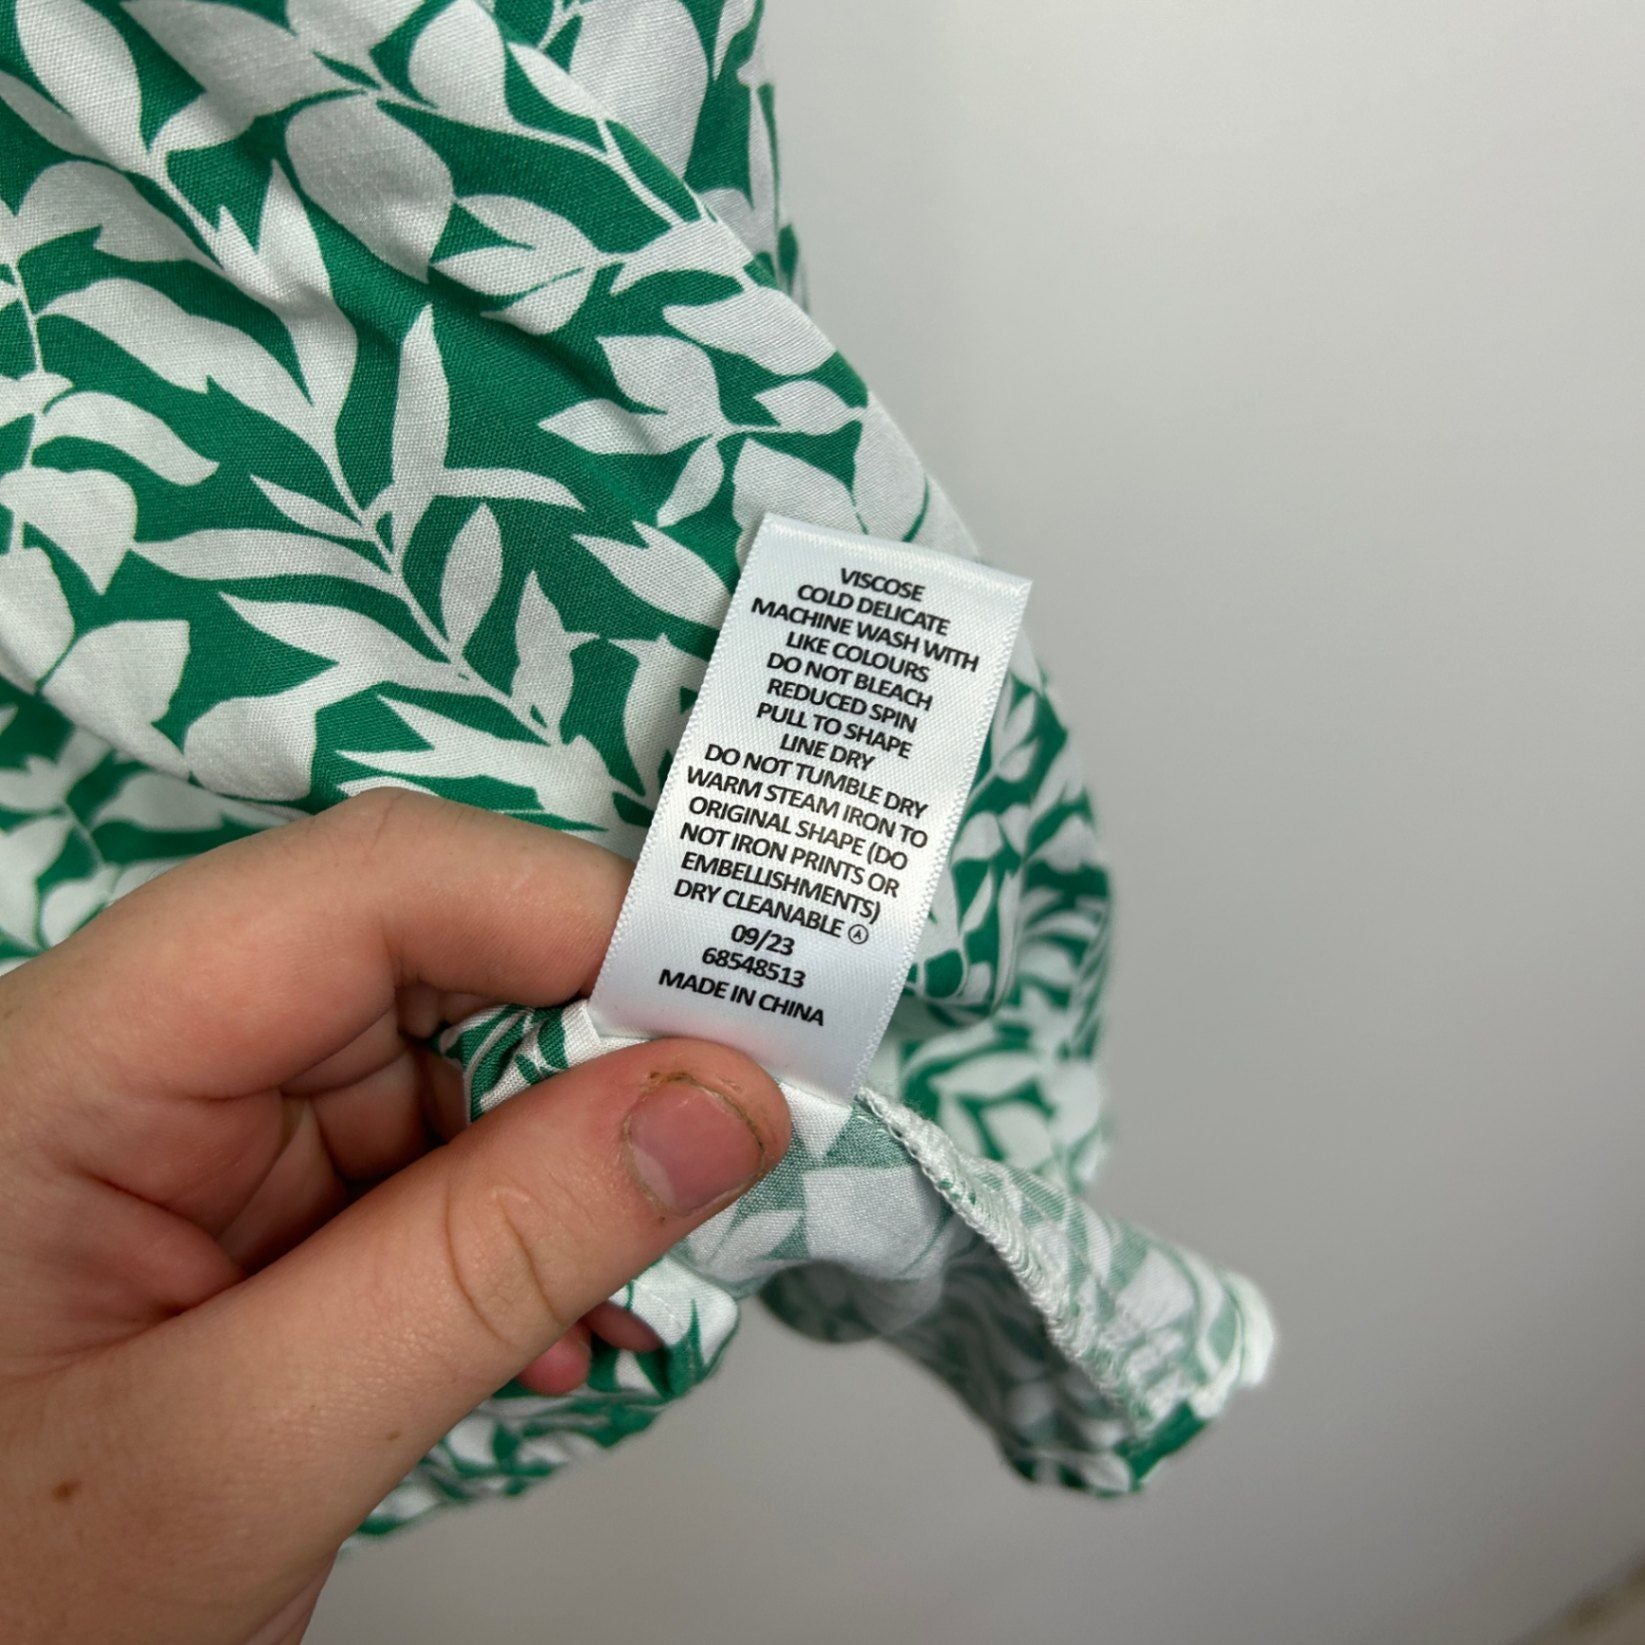 VISCOSE
COLD DELICATE
MACHINE WASH WITH
LIKE COLOURS
DO NOT BLEACH
REDUCED SPIN
PULL TO SHAPE
LINE DRY
DO NOT TUMBLE DRY
WARM STEAM IRON TO
ORIGINAL SHAPE (DO
NOT IRON PRINTS OR
EMBELLISHMENTS)
DRY CLEANABLE Ⓐ
09/23
68548513
MADE IN CHINA